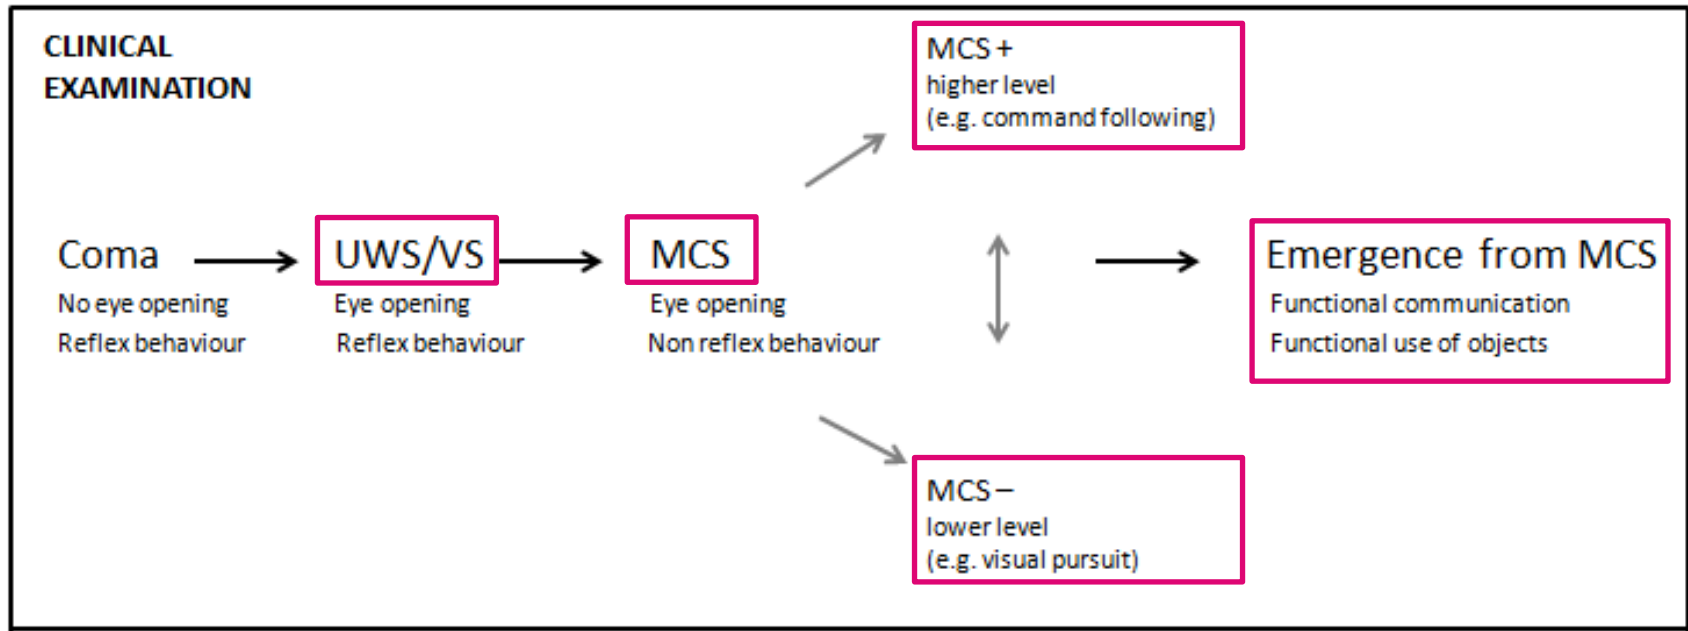 CLINICAL
EXAMINATION
MCS +
higher level
(e.g. command following)
Coma
No eye opening
Reflex behaviour
UWS/VS
Eye opening
Reflex behaviour
MCS
Eye opening
Non reflex behaviour
Emergence from MCS
Functional communication
Functional use of objects
MCS –
lower level
(e.g. visual pursuit)